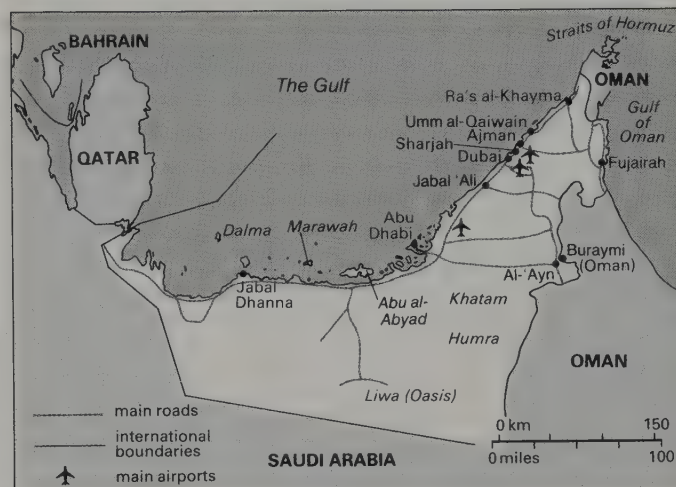 Straits of Hormuz
BAHRAIN
The Gulf
OMAN
Ra's al-Khayma
Gulf
of
Oman
Umm al-Qaiwain
Ajman
Sharjah
Dubai
QATAR
Fujairah
Jabal 'Ali
Dalma
Marawah
Abu
Dhabi
Buraymi
(Oman)
Al-'Ayn
Jabal
Dhanna
Abu al-
Abyad
Khatam
Humra
OMAN
Liwa (Oasis)
main roads
international
boundaries
main airports
SAUDI ARABIA
0 km 150
0 miles 100